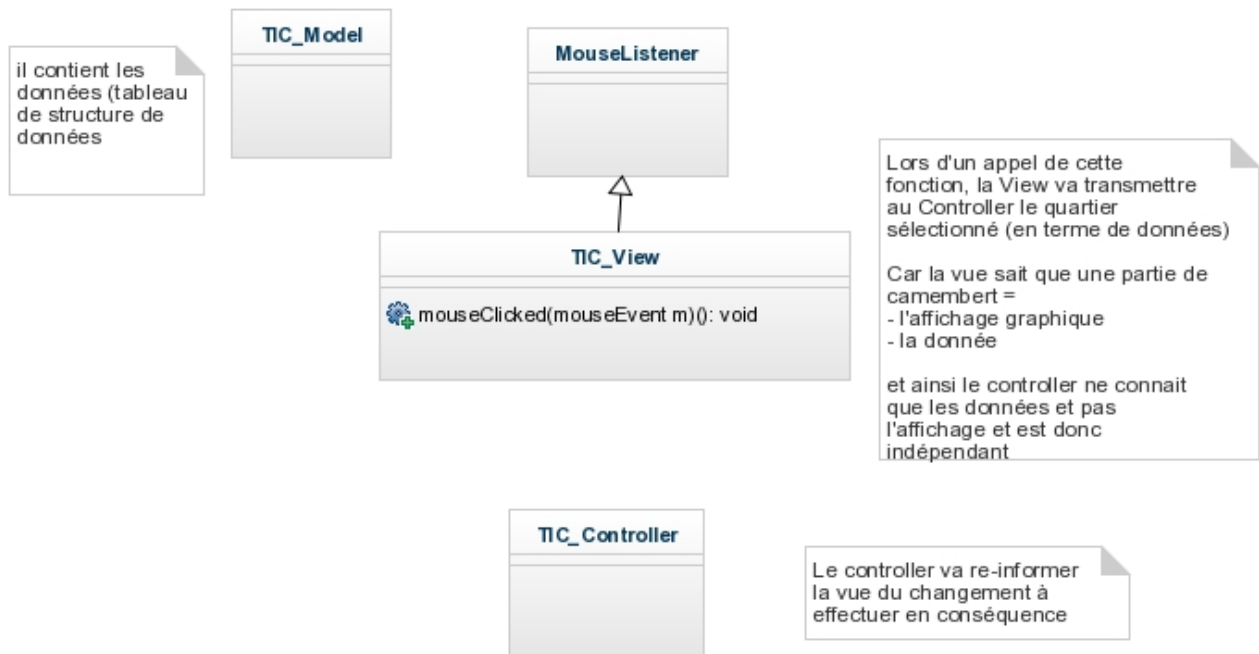 TIC_Model
il contient les
données (tableau
de structure de
données
MouseListener
TIC_View
mouseClicked(mouseEvent m)(): void
Lors d'un appel de cette
fonction, la View va transmettre
au Controller le quartier
sélectionné (en terme de données)
Car la vue sait que une partie de
camembert =
- l'affichage graphique
- la donnée
et ainsi le controller ne connait
que les données et pas
l'affichage et est donc
indépendant
TIC_Controller
Le controller va re-informer
la vue du changement à
effectuer en conséquence